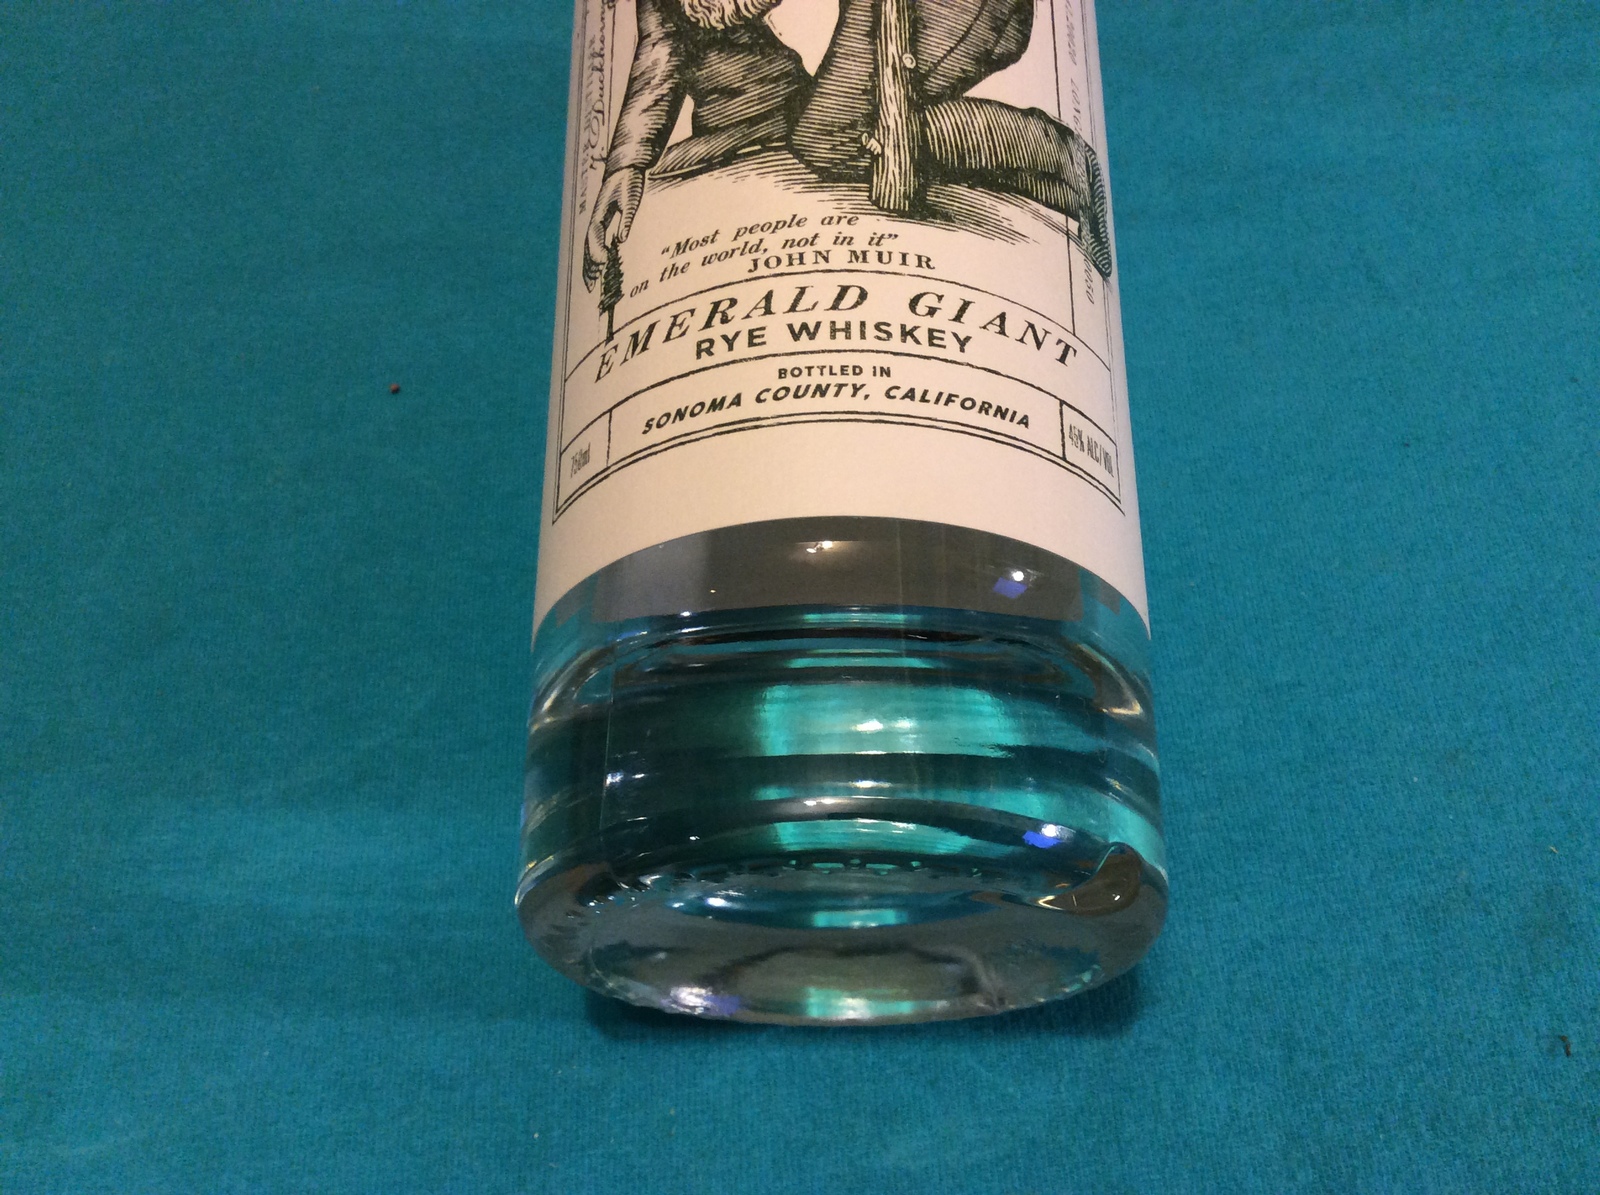 "Most people are
on the world, not in it"
JOHN MUIR
EMERALD GIANT
RYE WHISKEY
BOTTLED IN
SONOMA COUNTY, CALIFORNIA
750ml
45% ALC/VOL